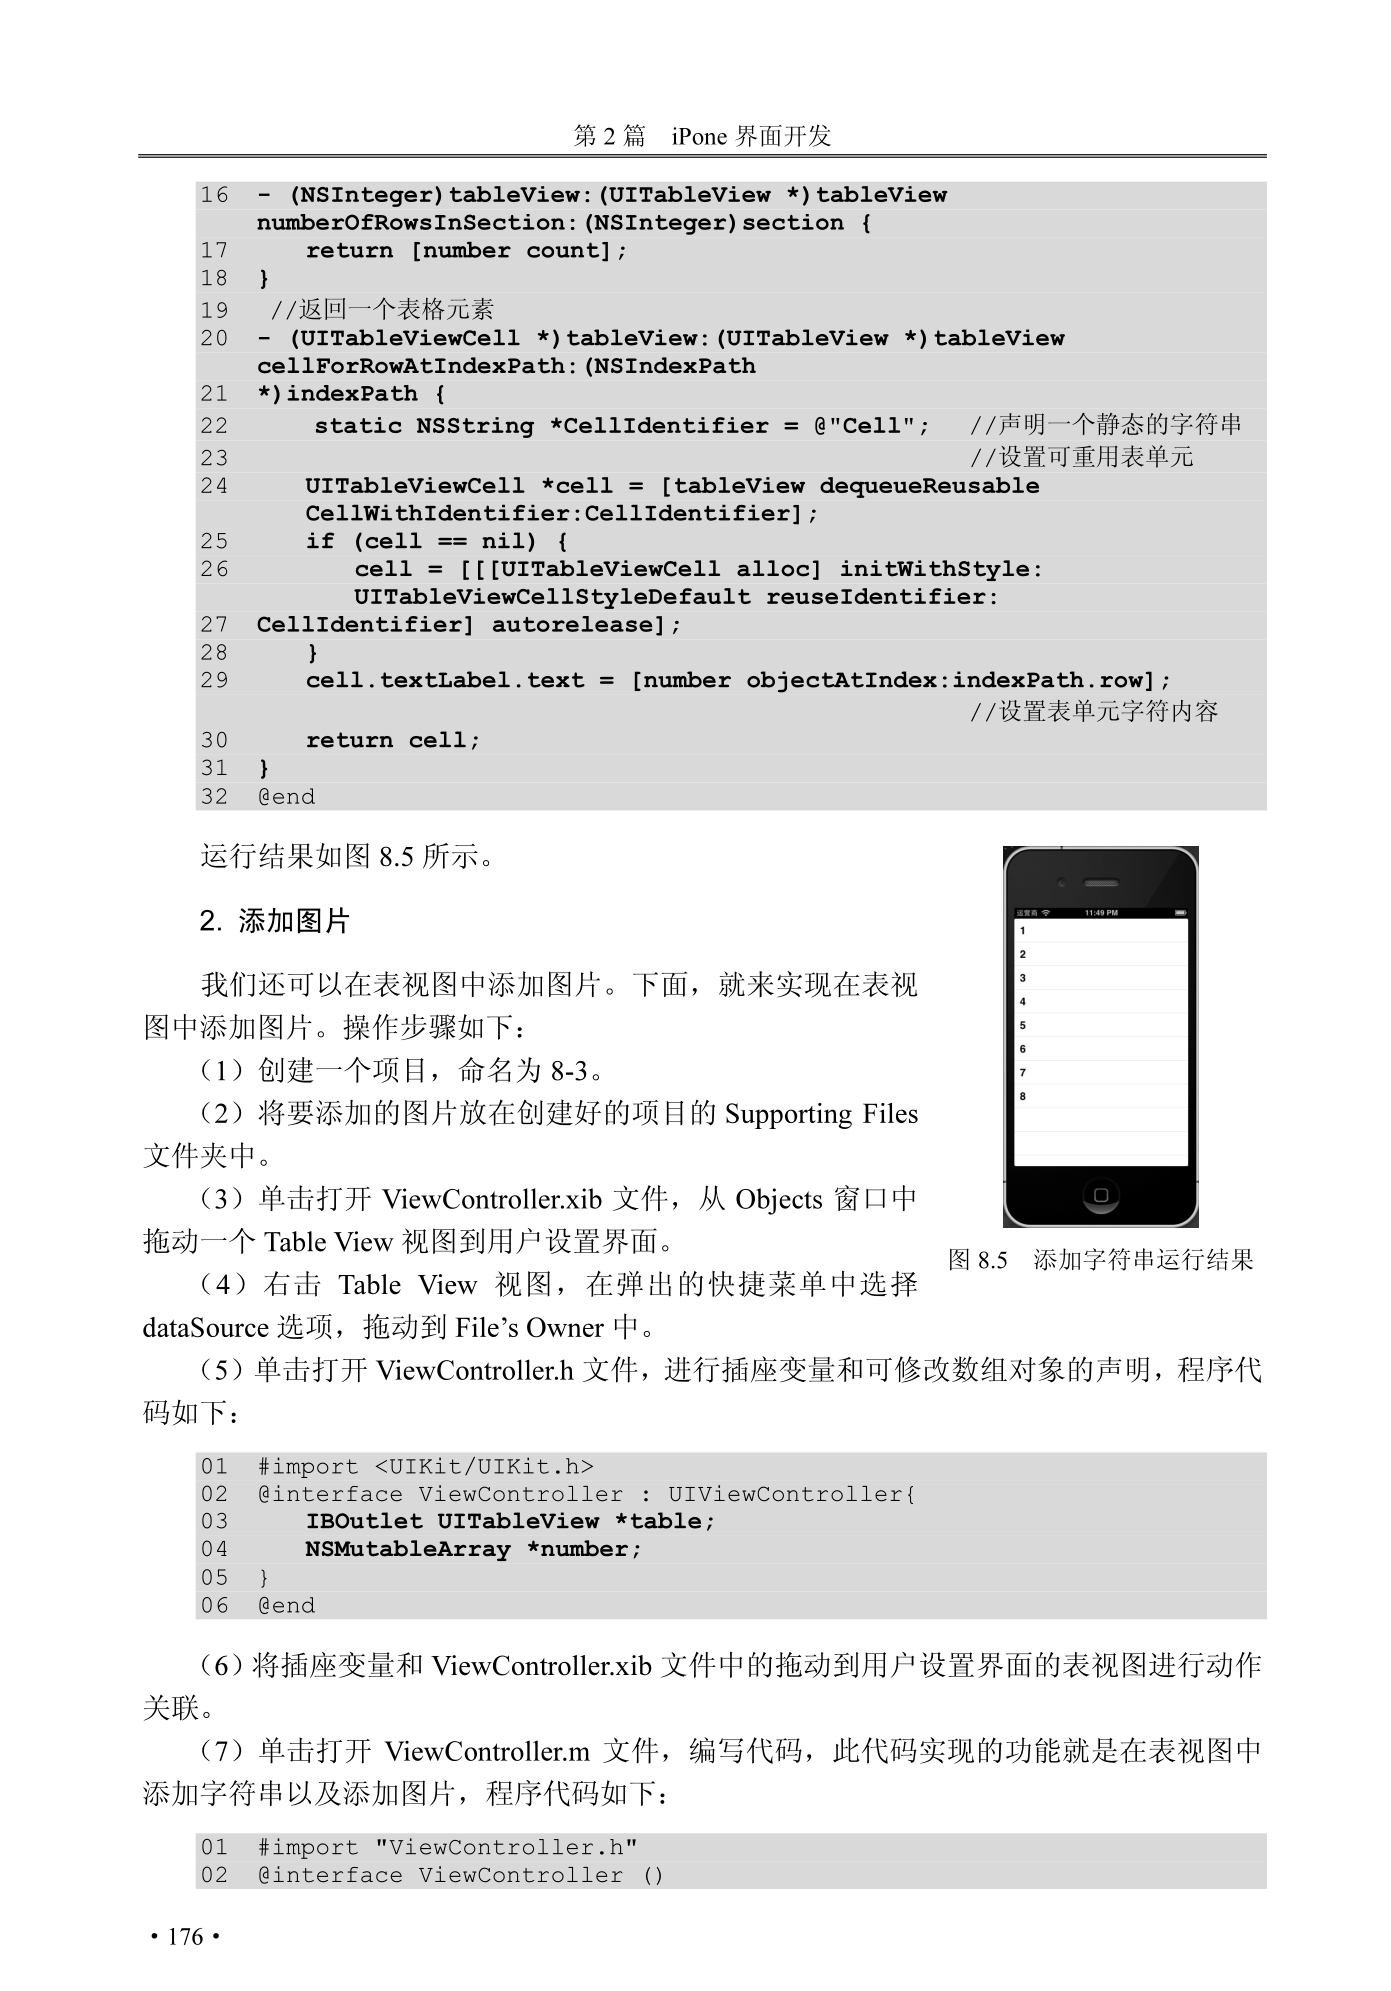 第 2 篇　iPone 界面开发
16 - (NSInteger)tableView:(UITableView *)tableView
numberOfRowsInSection:(NSInteger)section {
17 return [number count];
18 }
19 //返回一个表格元素
20 - (UITableViewCell *)tableView:(UITableView *)tableView
cellForRowAtIndexPath:(NSIndexPath
21 *)indexPath {
22 static NSString *CellIdentifier = @"Cell"; //声明一个静态的字符串
23 //设置可重用表单元
24 UITableViewCell *cell = [tableView dequeueReusable
CellWithIdentifier:CellIdentifier];
25 if (cell == nil) {
26 cell = [[[UITableViewCell alloc] initWithStyle:
UITableViewCellStyleDefault reuseIdentifier:
27 CellIdentifier] autorelease];
28 }
29 cell.textLabel.text = [number objectAtIndex:indexPath.row];
//设置表单元字符内容
30 return cell;
31 }
32 @end
运行结果如图 8.5 所示。
2. 添加图片
我们还可以在表视图中添加图片。下面，就来实现在表视
图中添加图片。操作步骤如下：
（1）创建一个项目，命名为 8-3。
（2）将要添加的图片放在创建好的项目的 Supporting Files
文件夹中。
（3）单击打开 ViewController.xib 文件，从 Objects 窗口中
拖动一个 Table View 视图到用户设置界面。
（4）右击 Table View 视图，在弹出的快捷菜单中选择
dataSource 选项，拖动到 File’s Owner 中。
运营商 11:49 PM
1
2
3
4
5
6
7
8
图 8.5　添加字符串运行结果
（5）单击打开 ViewController.h 文件，进行插座变量和可修改数组对象的声明，程序代
码如下：
01 #import <UIKit/UIKit.h>
02 @interface ViewController : UIViewController{
03 IBOutlet UITableView *table;
04 NSMutableArray *number;
05 }
06 @end
（6）将插座变量和 ViewController.xib 文件中的拖动到用户设置界面的表视图进行动作
关联。
（7）单击打开 ViewController.m 文件，编写代码，此代码实现的功能就是在表视图中
添加字符串以及添加图片，程序代码如下：
01 #import "ViewController.h"
02 @interface ViewController ()
• 176 •